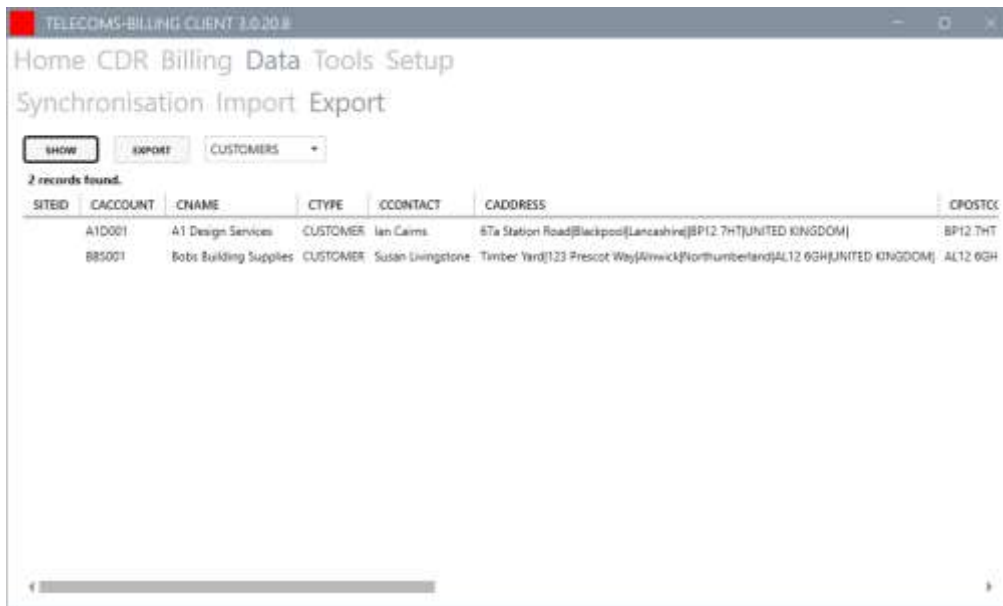 TELECOMS-BILLING CLIENT 3.0.20.8
Home CDR Billing Data Tools Setup
Synchronisation Import Export
SHOW EXPORT CUSTOMERS
2 records found.
SITEID CACCOUNT CNAME CTYPE CCONTACT CADDRESS CPOSTCC
A1D001 A1 Design Services CUSTOMER Ian Cairns 67a Station Road|Blackpool|Lancashire||BP12 7HT|UNITED KINGDOM| BP12 7HT
BBS001 Bobs Building Supplies CUSTOMER Susan Livingstone Timber Yard|123 Prescot Way|Alnwick|Northumberland|AL12 6GH|UNITED KINGDOM| AL12 6GH